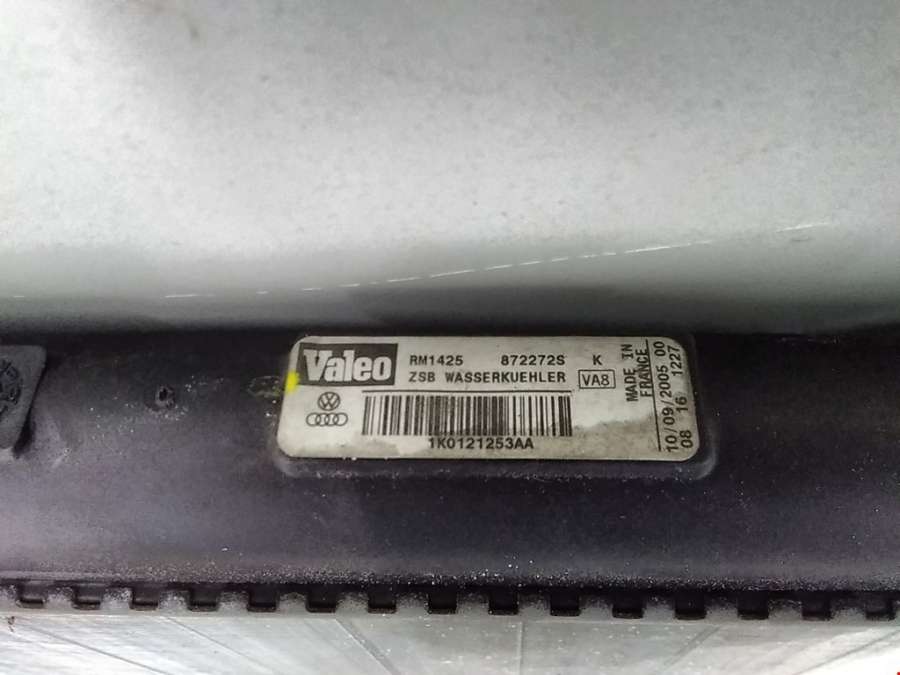 Valeo
RM1425 872272S K
ZSB WASSERKUEHLER VA8
1K0121253AA
MADE IN
FRANCE
10/09/2005 00
08 16 1227